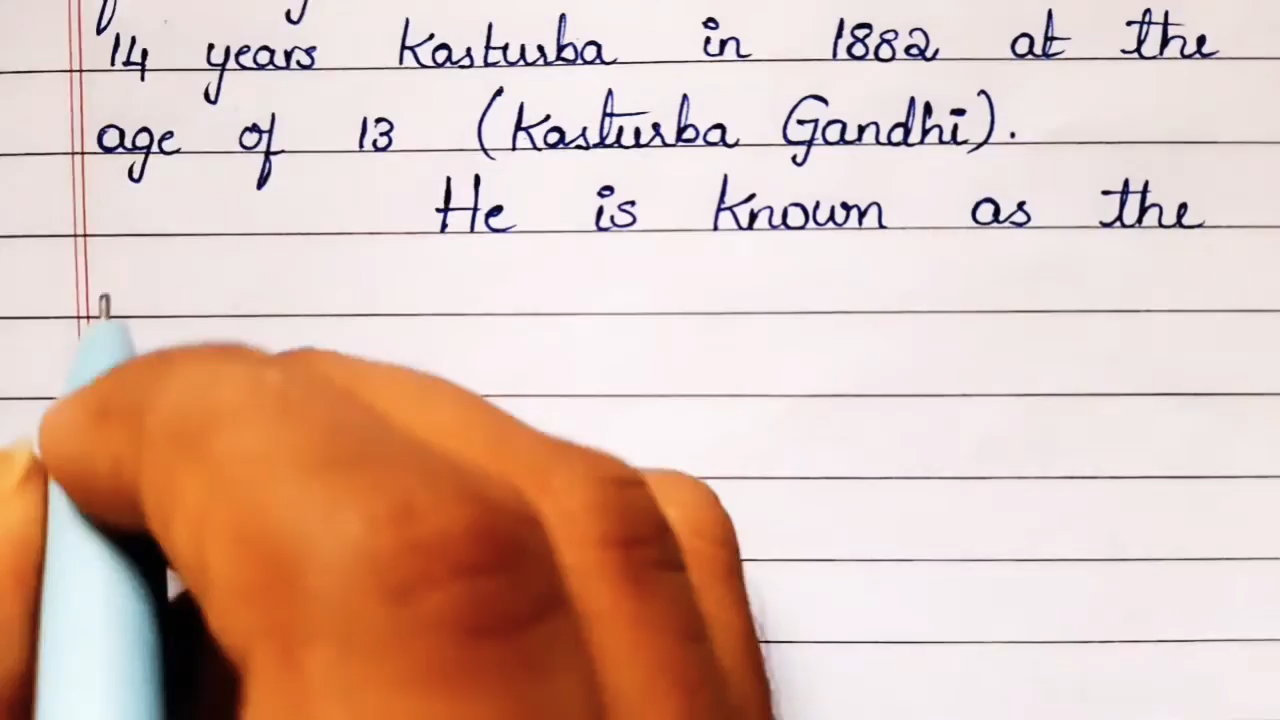 14 years Kasturba in 1882 at the
age of 13 (Kasturba Gandhi).
He is known as the